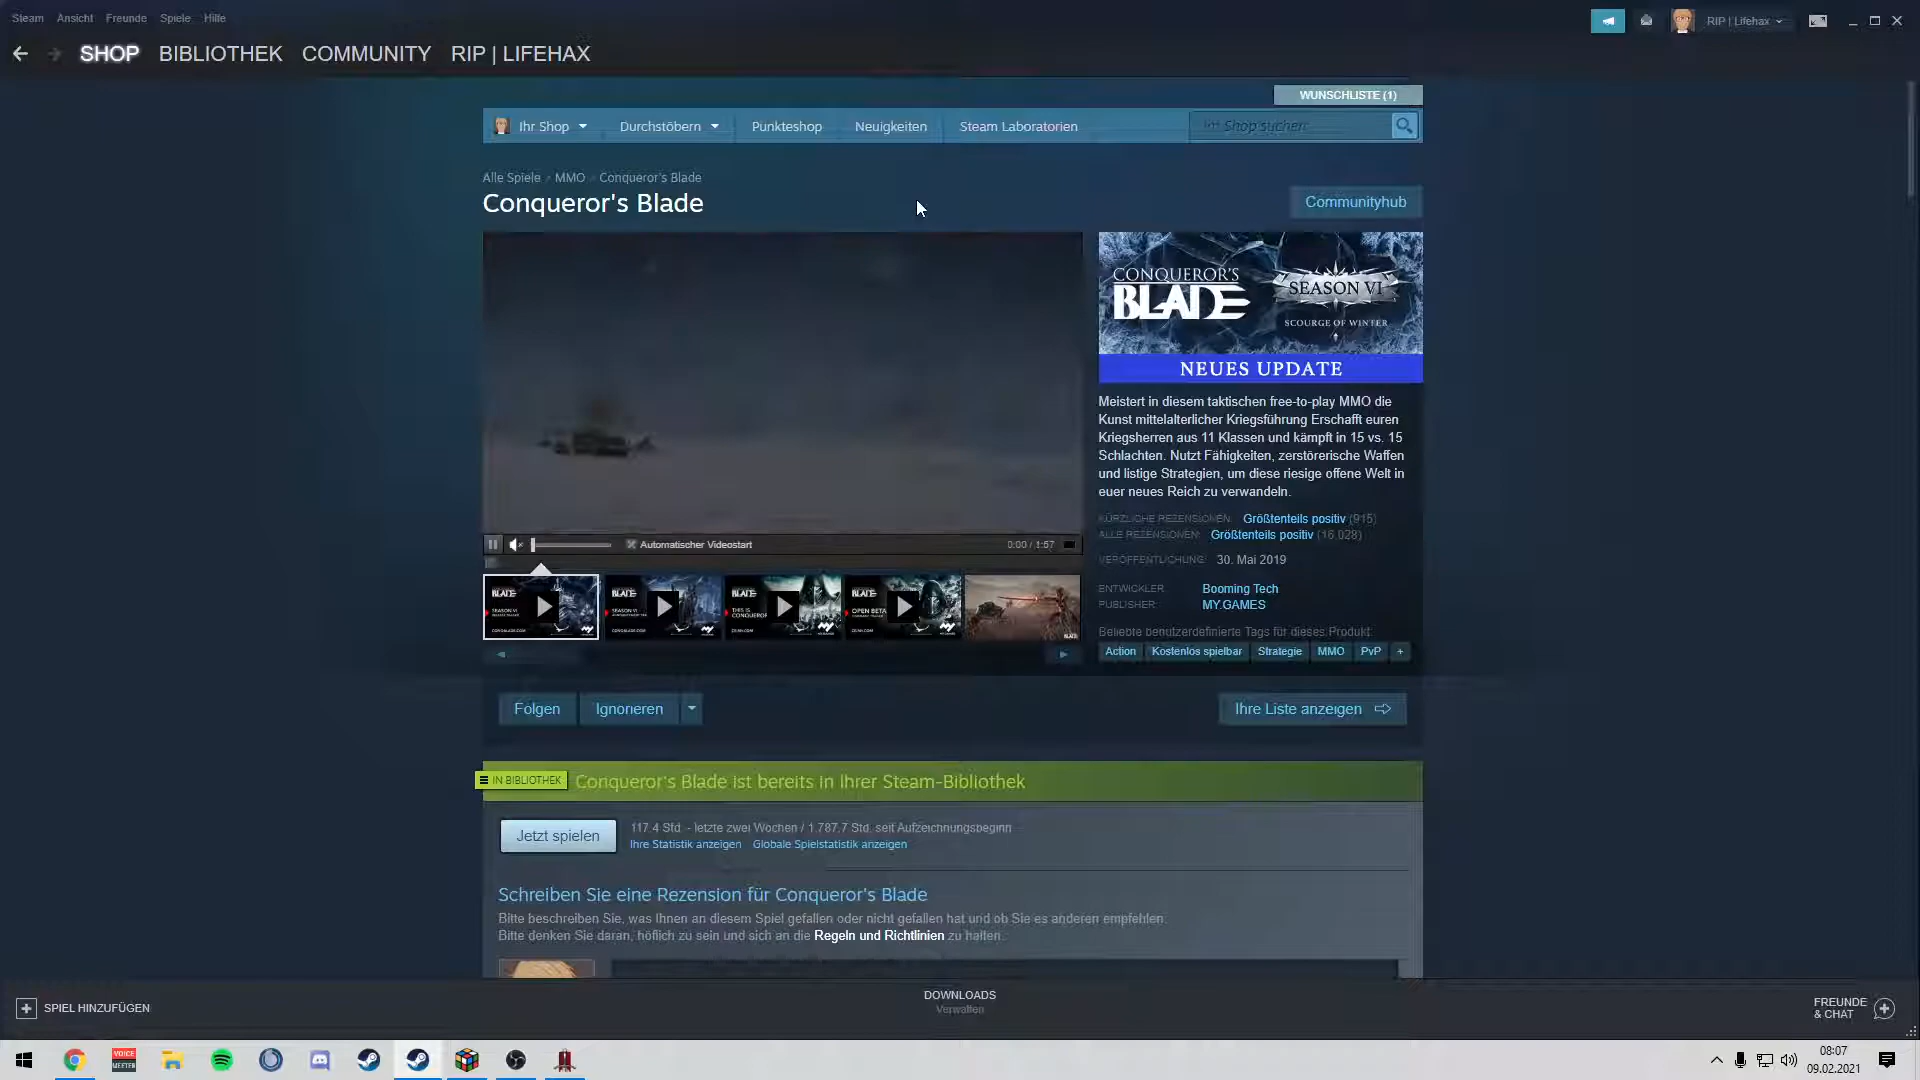 Steam Ansicht Freunde Spiele Hilfe
RIP | Lifehax
SHOP BIBLIOTHEK COMMUNITY RIP | LIFEHAX
WUNSCHLISTE (1)
Ihr Shop Durchstöbern Punkteshop Neuigkeiten Steam Laboratorien Im Shop suchen
Alle Spiele MMO Conqueror's Blade
Conqueror's Blade
Communityhub
CONQUEROR'S
BLADE
SEASON VI
SCOURGE OF WINTER
NEUES UPDATE
Meistert in diesem taktischen free-to-play MMO die
Kunst mittelalterlicher Kriegsführung Erschafft euren
Kriegsherren aus 11 Klassen und kämpft in 15 vs. 15
Schlachten. Nutzt Fähigkeiten, zerstörerische Waffen
und listige Strategien, um diese riesige offene Welt in
euer neues Reich zu verwandeln.
KÜRZLICHE REZENSIONEN: Größtenteils positiv (915)
ALLE REZENSIONEN: Größtenteils positiv (16.028)
VERÖFFENTLICHUNG: 30. Mai 2019
ENTWICKLER: Booming Tech
PUBLISHER: MY.GAMES
Beliebte benutzerdefinierte Tags für dieses Produkt:
Action Kostenlos spielbar Strategie MMO PvP +
Automatischer Videostart 0:00 / 1:57
Folgen Ignorieren Ihre Liste anzeigen
IN BIBLIOTHEK Conqueror's Blade ist bereits in Ihrer Steam-Bibliothek
Jetzt spielen
117.4 Std. - letzte zwei Wochen / 1,787.7 Std. seit Aufzeichnungsbeginn
Ihre Statistik anzeigen Globale Spielstatistik anzeigen
Schreiben Sie eine Rezension für Conqueror's Blade
Bitte beschreiben Sie, was Ihnen an diesem Spiel gefallen oder nicht gefallen hat und ob Sie es anderen empfehlen.
Bitte denken Sie daran, höflich zu sein und sich an die Regeln und Richtlinien zu halten.
SPIEL HINZUFÜGEN
DOWNLOADS
Verwalten
FREUNDE
& CHAT
VOICE
MEETER
08:07
09.02.2021